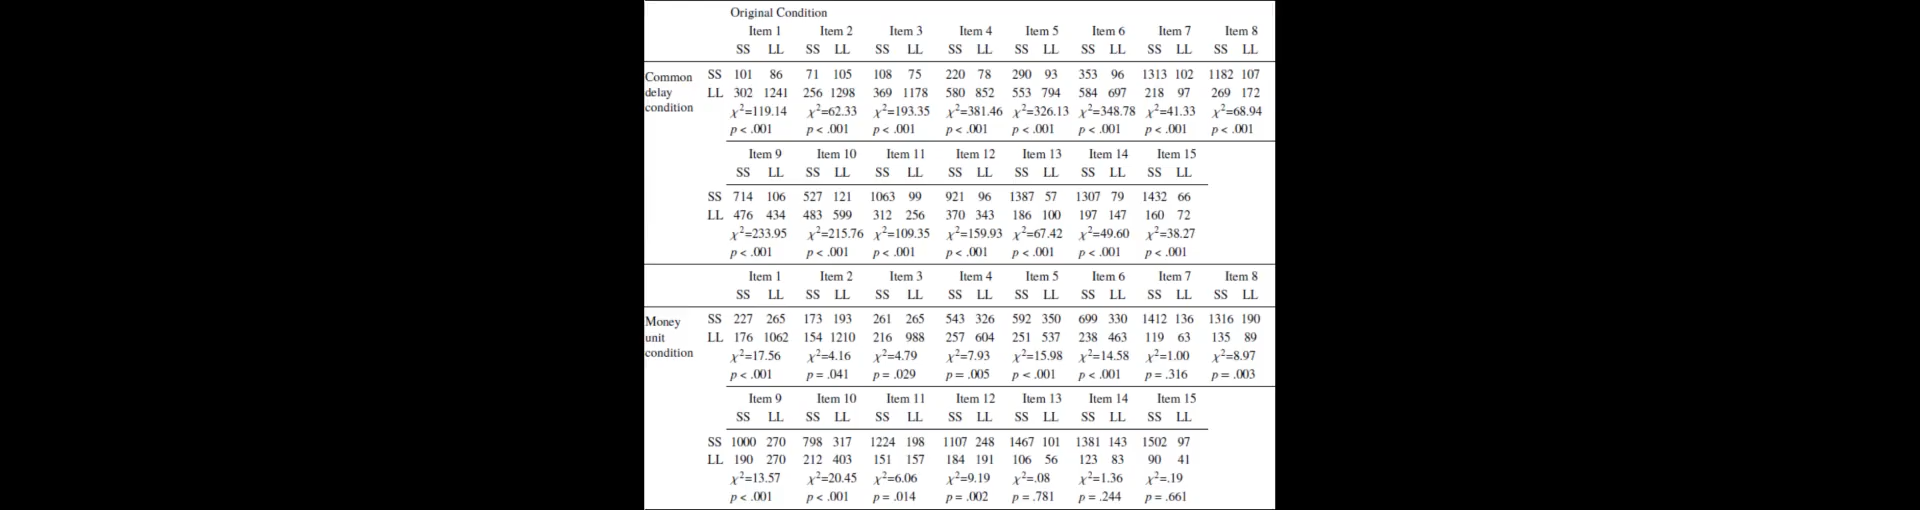 Original Condition
Item 1 Item 2 Item 3 Item 4 Item 5 Item 6 Item 7 Item 8
SS LL SS LL SS LL SS LL SS LL SS LL SS LL SS LL
Common delay condition
SS 101 86 71 105 108 75 220 78 290 93 353 96 1313 102 1182 107
LL 302 1241 256 1298 369 1178 580 852 553 794 584 697 218 97 269 172
χ²=119.14 χ²=62.33 χ²=193.35 χ²=381.46 χ²=326.13 χ²=348.78 χ²=41.33 χ²=68.94
p < .001 p < .001 p < .001 p < .001 p < .001 p < .001 p < .001 p < .001
Item 9 Item 10 Item 11 Item 12 Item 13 Item 14 Item 15
SS LL SS LL SS LL SS LL SS LL SS LL SS LL
SS 714 106 527 121 1063 99 921 96 1387 57 1307 79 1432 66
LL 476 434 483 599 312 256 370 343 186 100 197 147 160 72
χ²=233.95 χ²=215.76 χ²=109.35 χ²=159.93 χ²=67.42 χ²=49.60 χ²=38.27
p < .001 p < .001 p < .001 p < .001 p < .001 p < .001 p < .001
Item 1 Item 2 Item 3 Item 4 Item 5 Item 6 Item 7 Item 8
SS LL SS LL SS LL SS LL SS LL SS LL SS LL SS LL
Money unit condition
SS 227 265 173 193 261 265 543 326 592 350 699 330 1412 136 1316 190
LL 176 1062 154 1210 216 988 257 604 251 537 238 463 119 63 135 89
χ²=17.56 χ²=4.16 χ²=4.79 χ²=7.93 χ²=15.98 χ²=14.58 χ²=1.00 χ²=8.97
p < .001 p = .041 p = .029 p = .005 p < .001 p < .001 p = .316 p = .003
Item 9 Item 10 Item 11 Item 12 Item 13 Item 14 Item 15
SS LL SS LL SS LL SS LL SS LL SS LL SS LL
SS 1000 270 798 317 1224 198 1107 248 1467 101 1381 143 1502 97
LL 190 270 212 403 151 157 184 191 106 56 123 83 90 41
χ²=13.57 χ²=20.45 χ²=6.06 χ²=9.19 χ²=.08 χ²=1.36 χ²=.19
p < .001 p < .001 p = .014 p = .002 p = .781 p = .244 p = .661